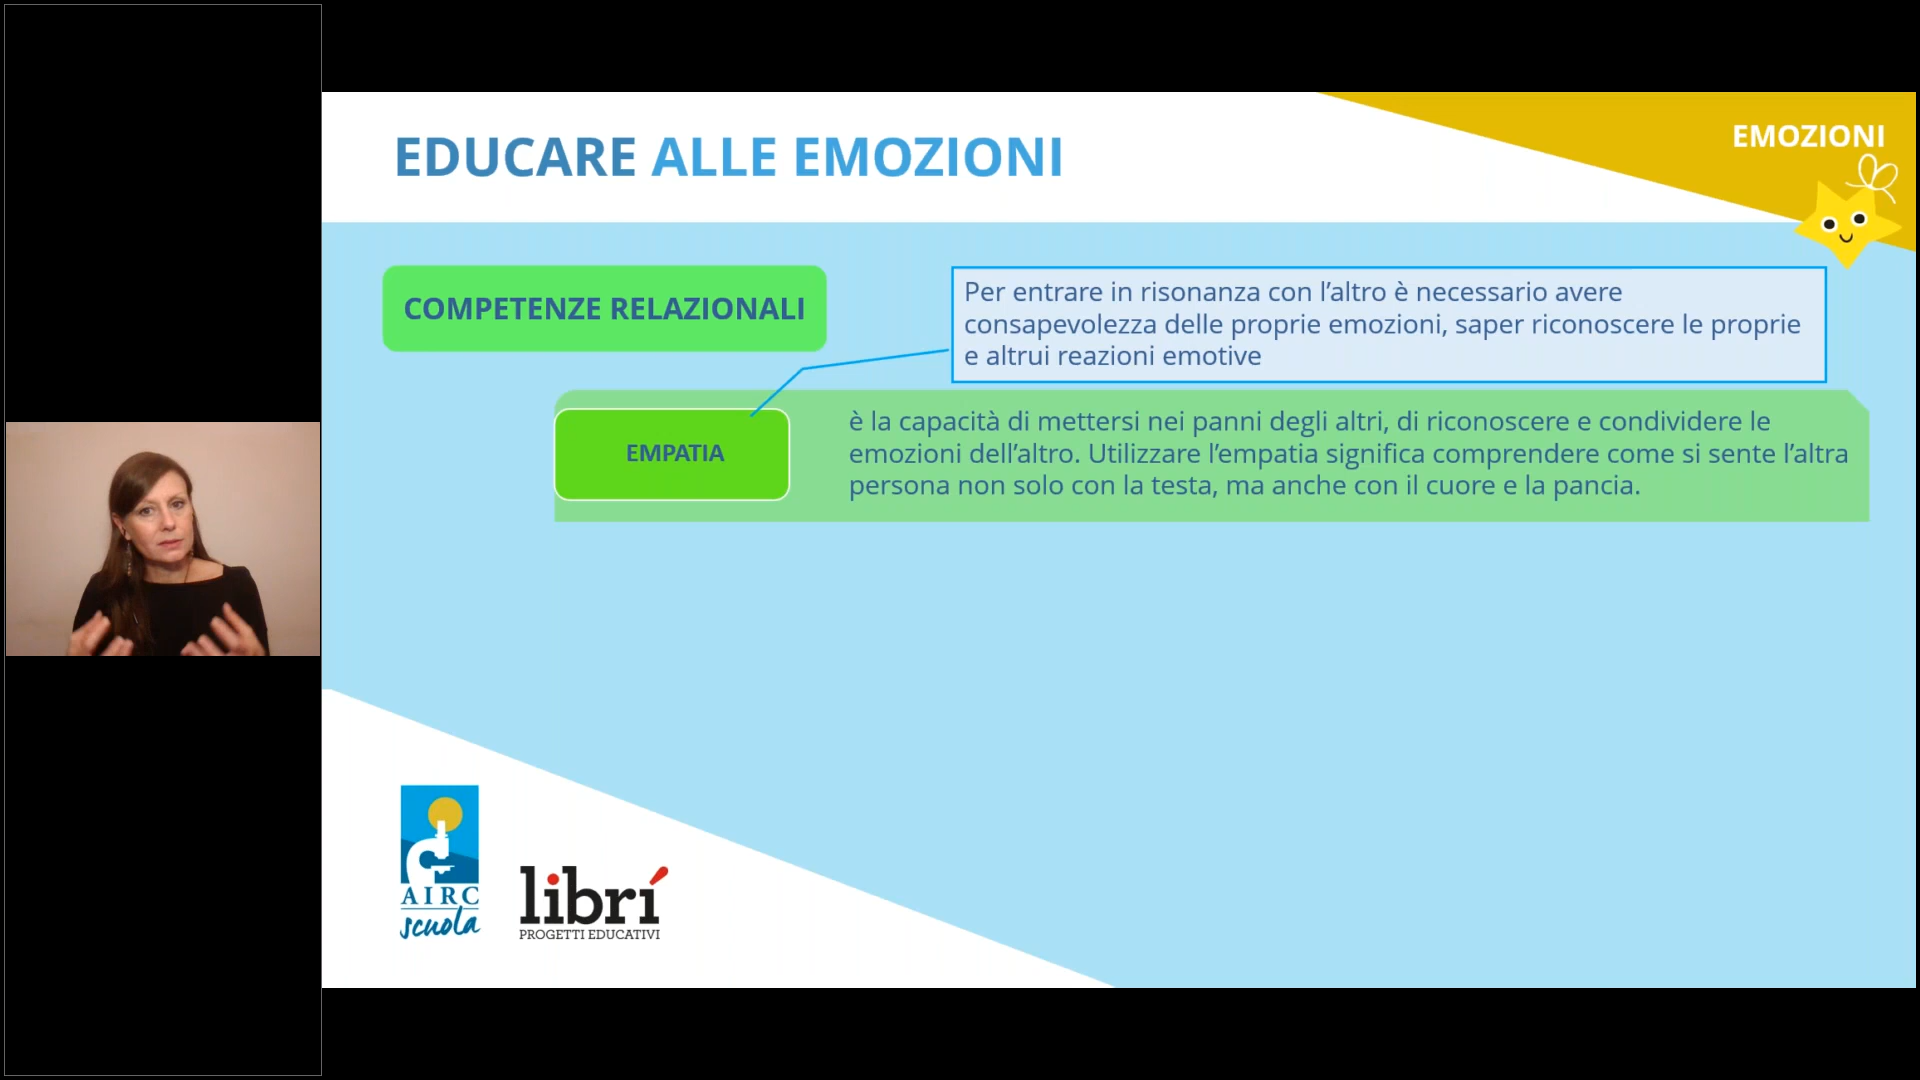 EDUCARE ALLE EMOZIONI
EMOZIONI
COMPETENZE RELAZIONALI
Per entrare in risonanza con l’altro è necessario avere
consapevolezza delle proprie emozioni, saper riconoscere le proprie
e altrui reazioni emotive
EMPATIA
è la capacità di mettersi nei panni degli altri, di riconoscere e condividere le
emozioni dell’altro. Utilizzare l’empatia significa comprendere come si sente l’altra
persona non solo con la testa, ma anche con il cuore e la pancia.
AIRC
scuola
librí
PROGETTI EDUCATIVI